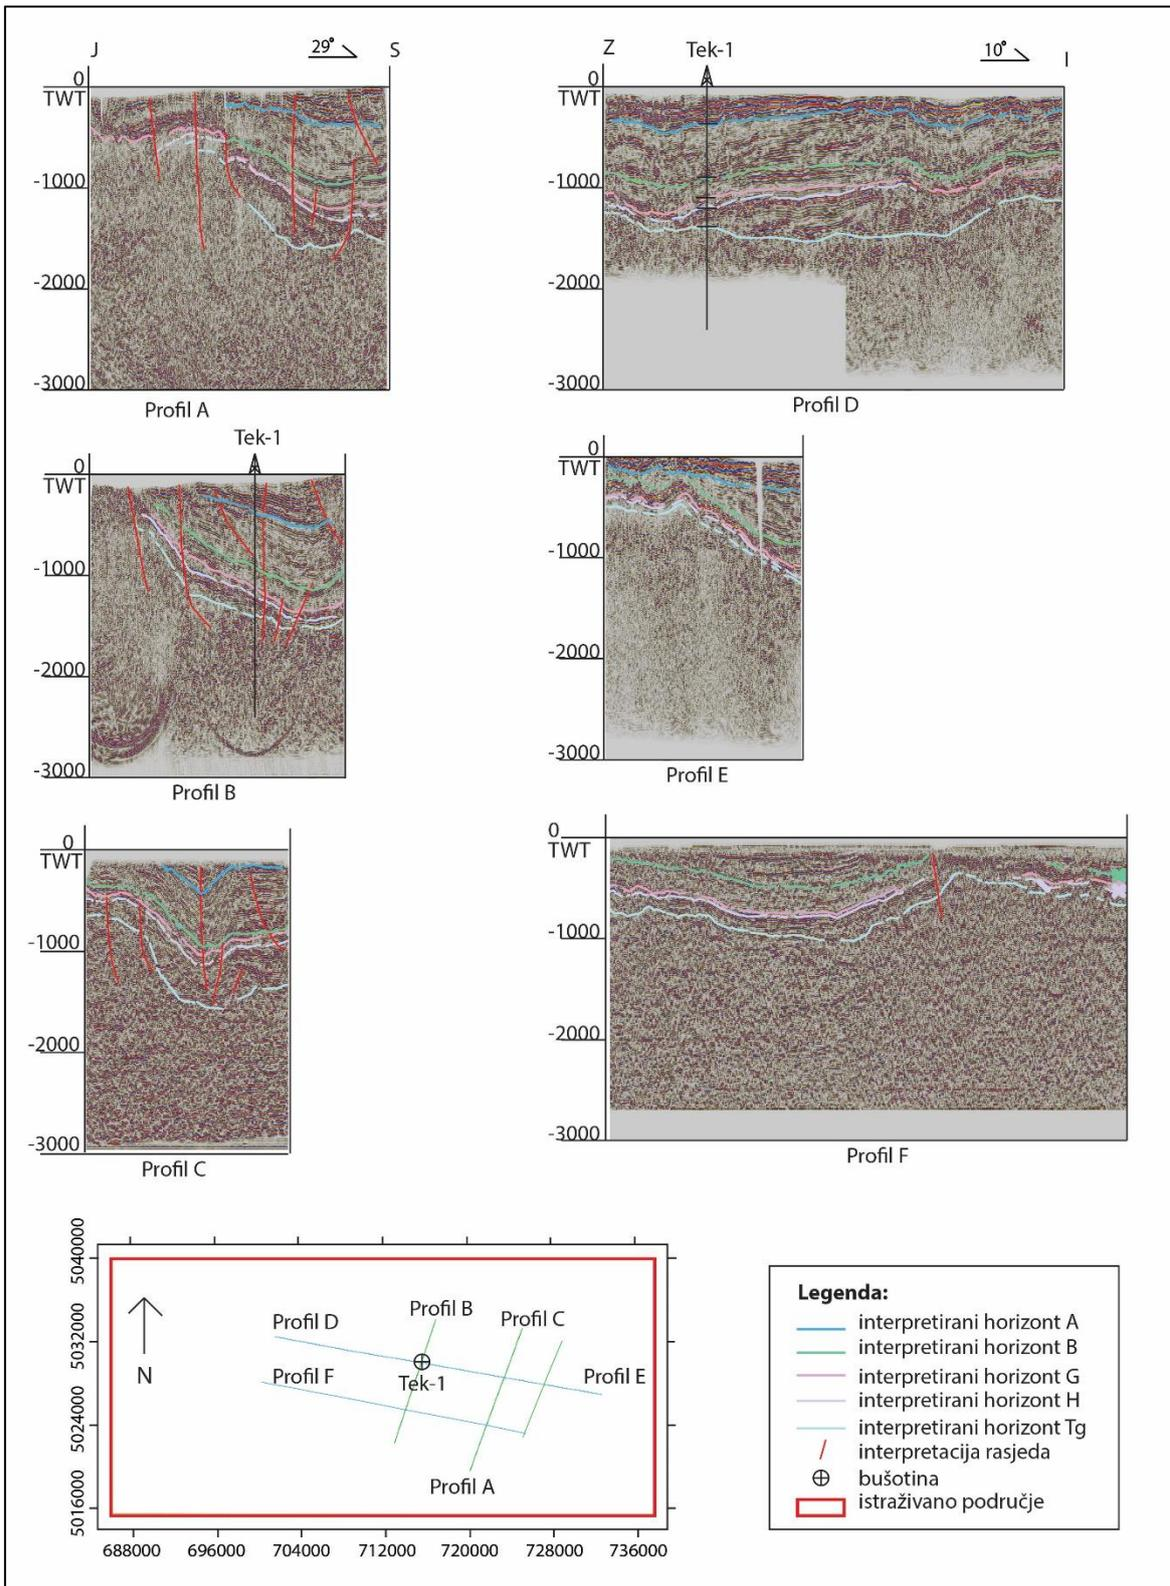 J
29°
S
0
TWT
-1000
-2000
-3000
Profil A
Z
Tek-1
10°
I
0
TWT
-1000
-2000
-3000
Profil D
Tek-1
0
TWT
-1000
-2000
-3000
Profil B
0
TWT
-1000
-2000
-3000
Profil E
0
TWT
-1000
-2000
-3000
Profil C
0
TWT
-1000
-2000
-3000
Profil F
5040000
5032000
5024000
5016000
N
Profil D
Profil B
Profil C
Profil F
Tek-1
Profil E
Profil A
688000 696000 704000 712000 720000 728000 736000
Legenda:
interpretirani horizont A
interpretirani horizont B
interpretirani horizont G
interpretirani horizont H
interpretirani horizont Tg
interpretacija rasjeda
bušotina
istraživano područje